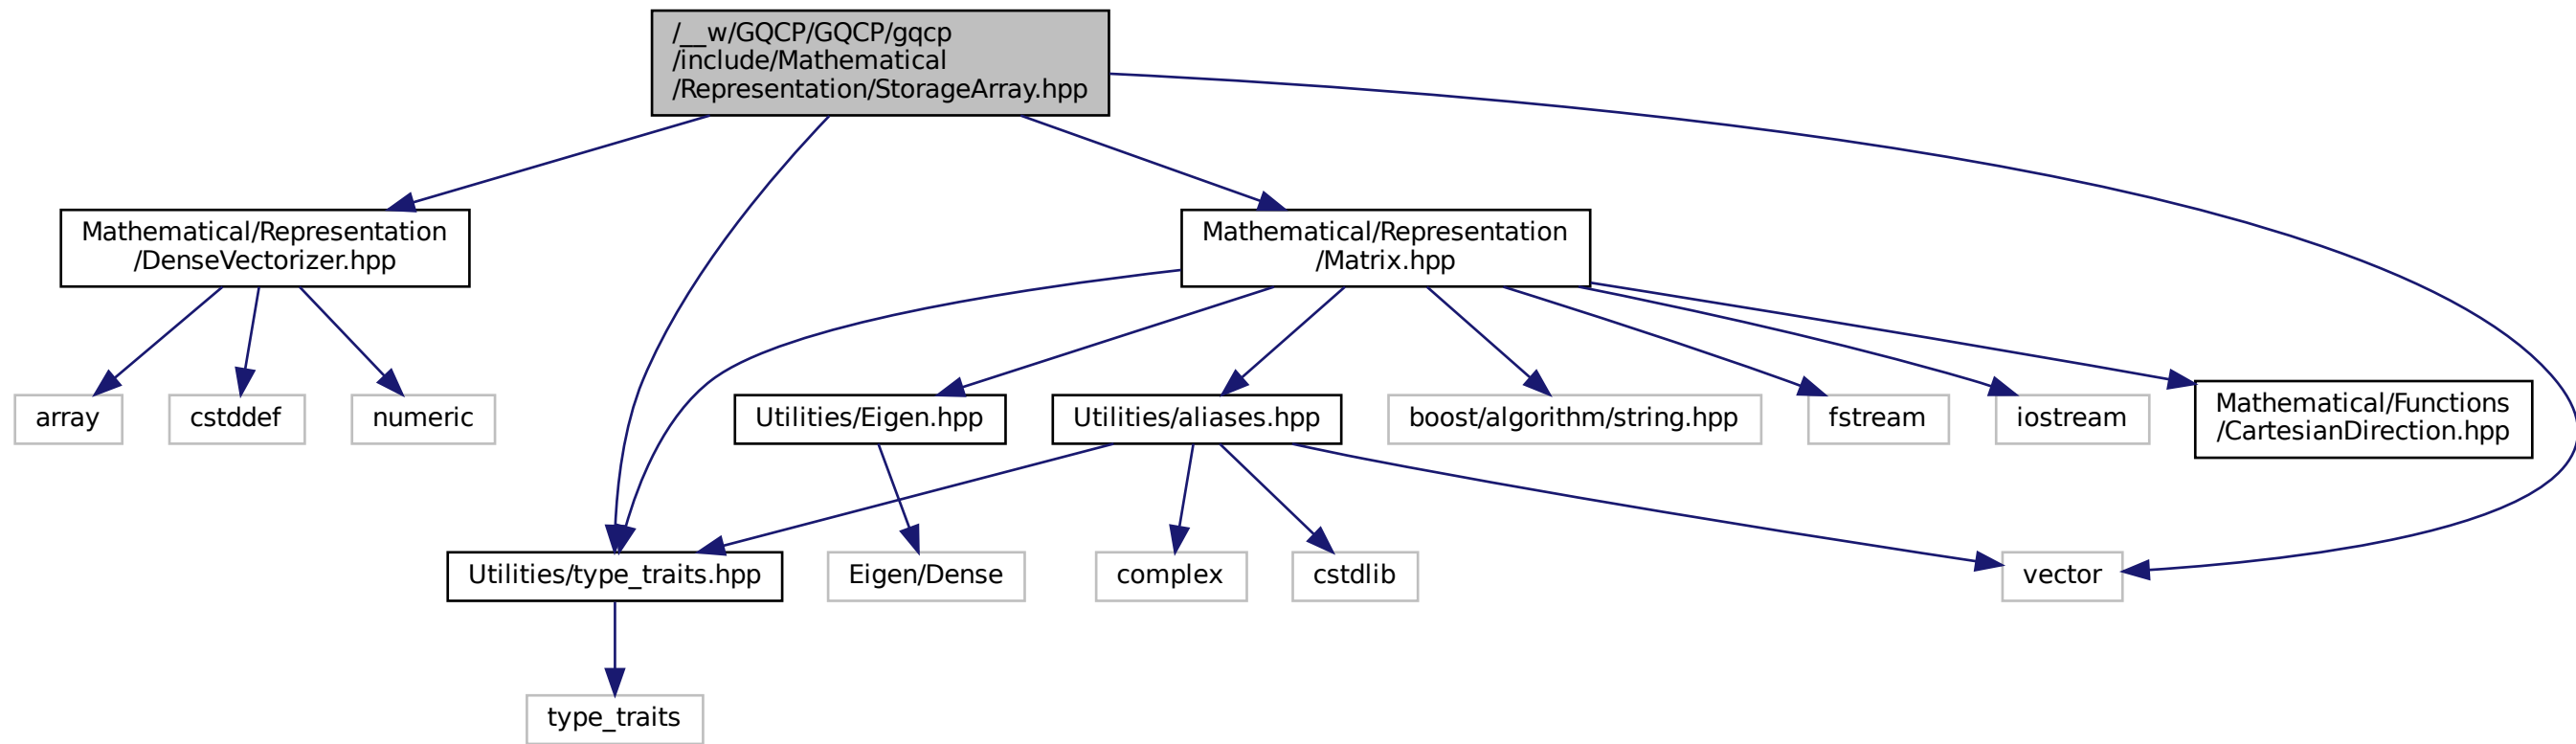 /__w/GQCP/GQCP/gqcp
/include/Mathematical
/Representation/StorageArray.hpp
Mathematical/Representation
/DenseVectorizer.hpp
Mathematical/Representation
/Matrix.hpp
array
cstddef
numeric
Utilities/Eigen.hpp
Utilities/aliases.hpp
boost/algorithm/string.hpp
fstream
iostream
Mathematical/Functions
/CartesianDirection.hpp
Utilities/type_traits.hpp
Eigen/Dense
complex
cstdlib
vector
type_traits